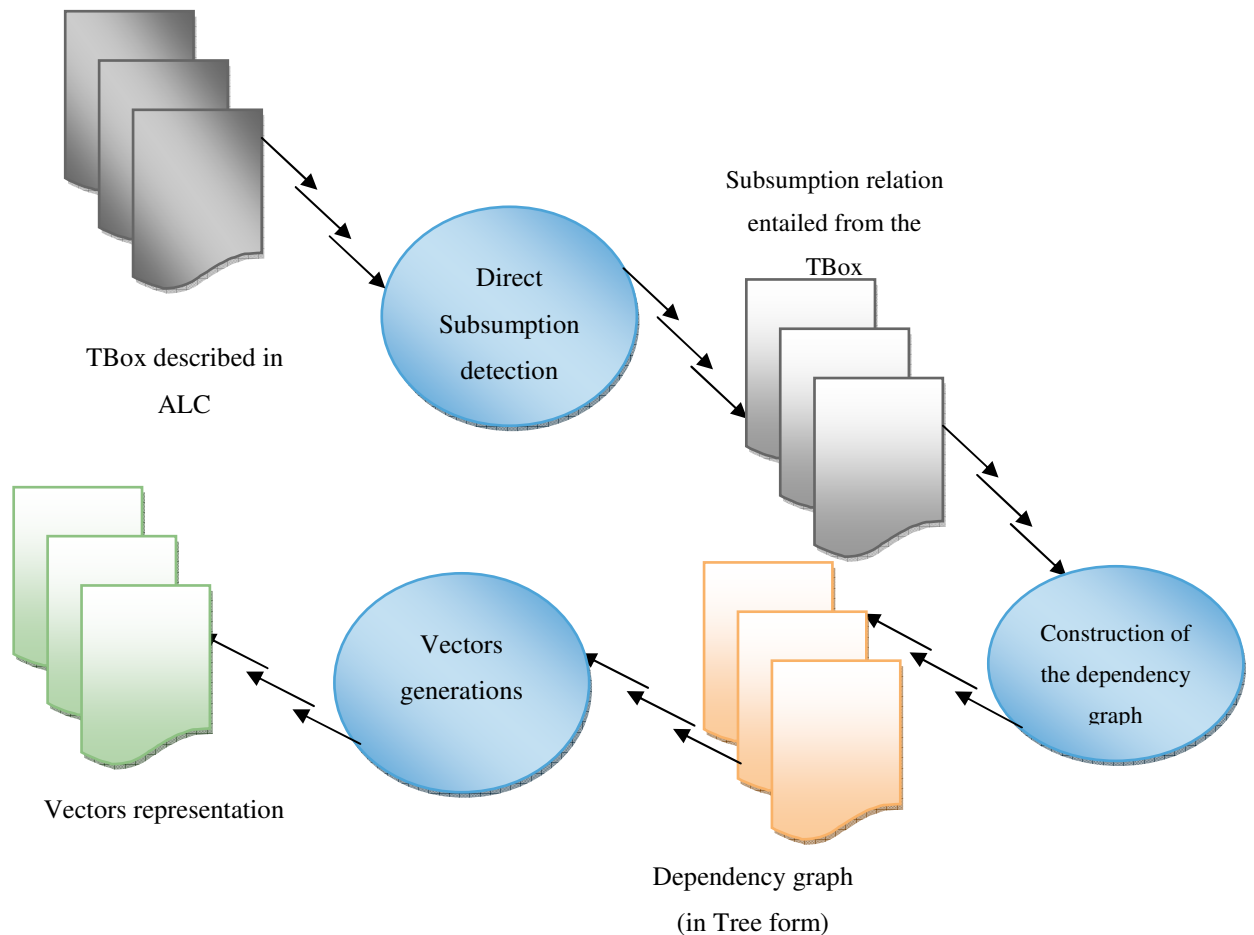 TBox described in
ALC
Direct
Subsumption
detection
Subsumption relation
entailed from the
TBox
Construction of
the dependency
graph
Dependency graph
(in Tree form)
Vectors
generations
Vectors representation